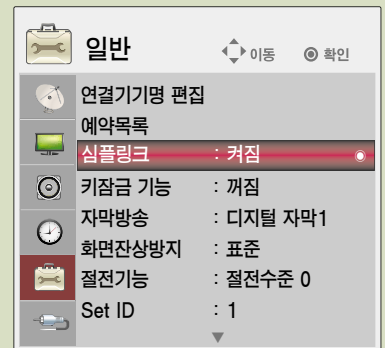 일반 이동 확인
연결기기명 편집
예약목록
심플링크 : 켜짐
키잠금 기능 : 꺼짐
자막방송 : 디지털 자막1
화면잔상방지 : 표준
절전기능 : 절전수준 0
Set ID : 1